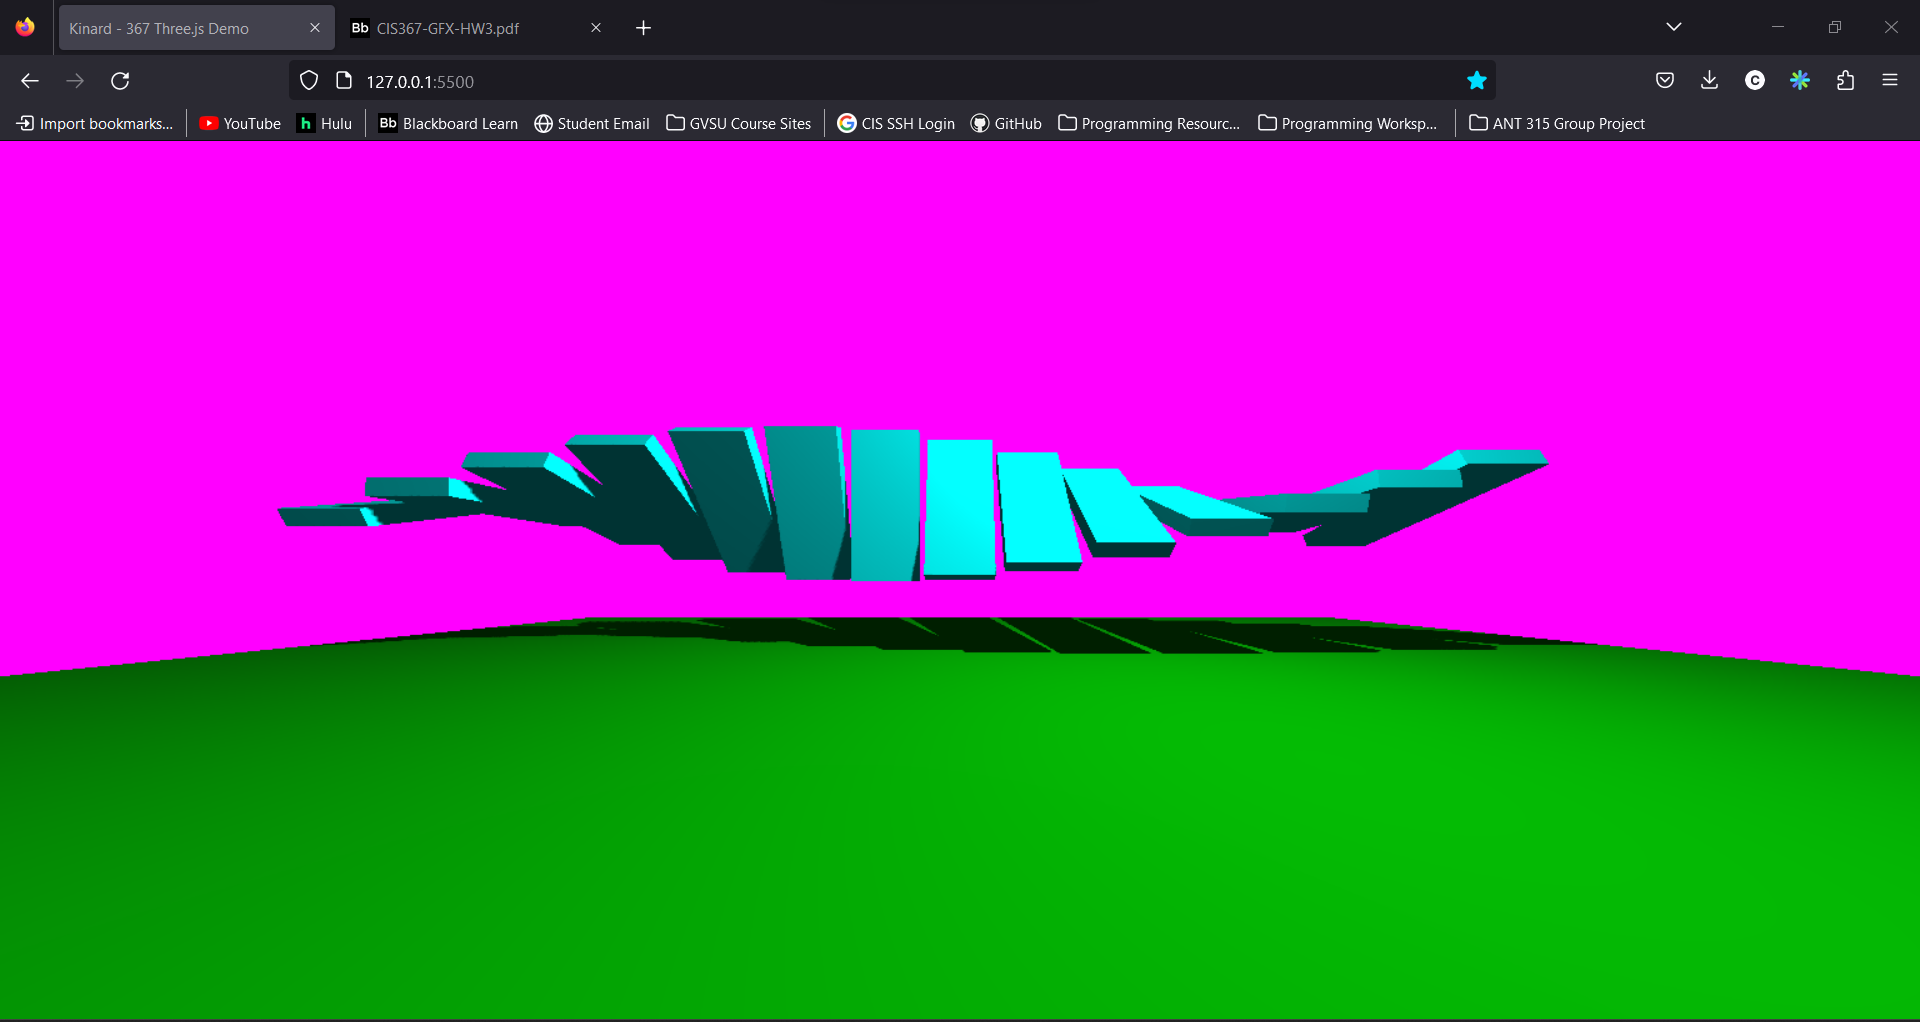 Kinard - 367 Three.js Demo
Bb CIS367-GFX-HW3.pdf
127.0.0.1:5500
C
Import bookmarks... YouTube h Hulu Bb Blackboard Learn Student Email GVSU Course Sites G CIS SSH Login GitHub Programming Resourc... Programming Worksp... ANT 315 Group Project